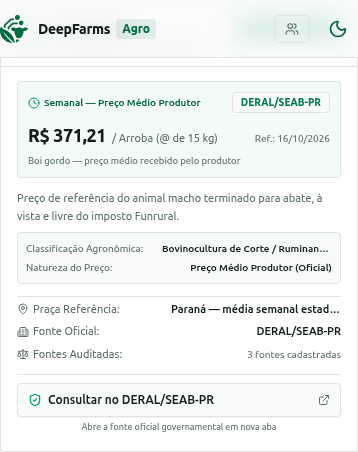 DeepFarms Agro
Semanal — Preço Médio Produtor
DERAL/SEAB-PR
R$ 371,21 / Arroba (@ de 15 kg)
Ref.: 16/10/2026
Boi gordo — preço médio recebido pelo produtor
Preço de referência do animal macho terminado para abate, à
vista e livre do imposto Funrural.
Classificação Agronômica: Bovinocultura de Corte / Ruminan...
Natureza do Preço: Preço Médio Produtor (Oficial)
Praça Referência: Paraná — média semanal estad...
Fonte Oficial: DERAL/SEAB-PR
Fontes Auditadas: 3 fontes cadastradas
Consultar no DERAL/SEAB-PR
Abre a fonte oficial governamental em nova aba